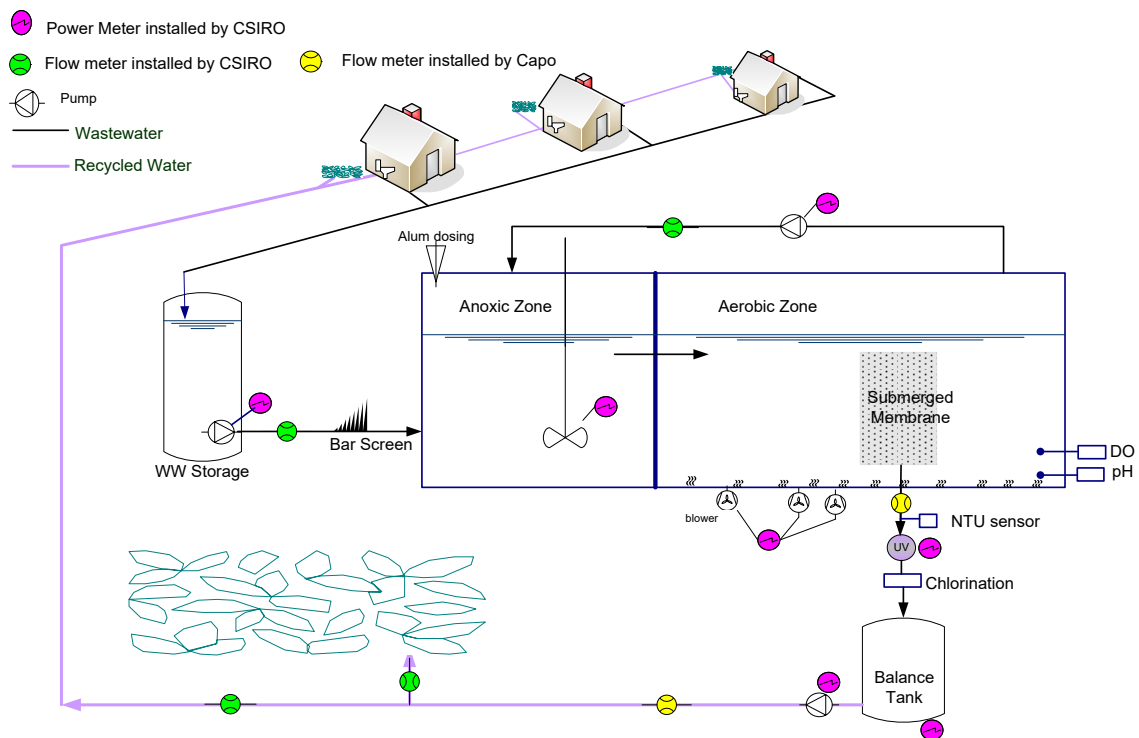 Power Meter installed by CSIRO
Flow meter installed by CSIRO
Flow meter installed by Capo
Pump
Wastewater
Recycled Water
Alum dosing
Anoxic Zone
Aerobic Zone
Submerged
Membrane
Bar Screen
WW Storage
DO
pH
blower
NTU sensor
UV
Chlorination
Balance
Tank